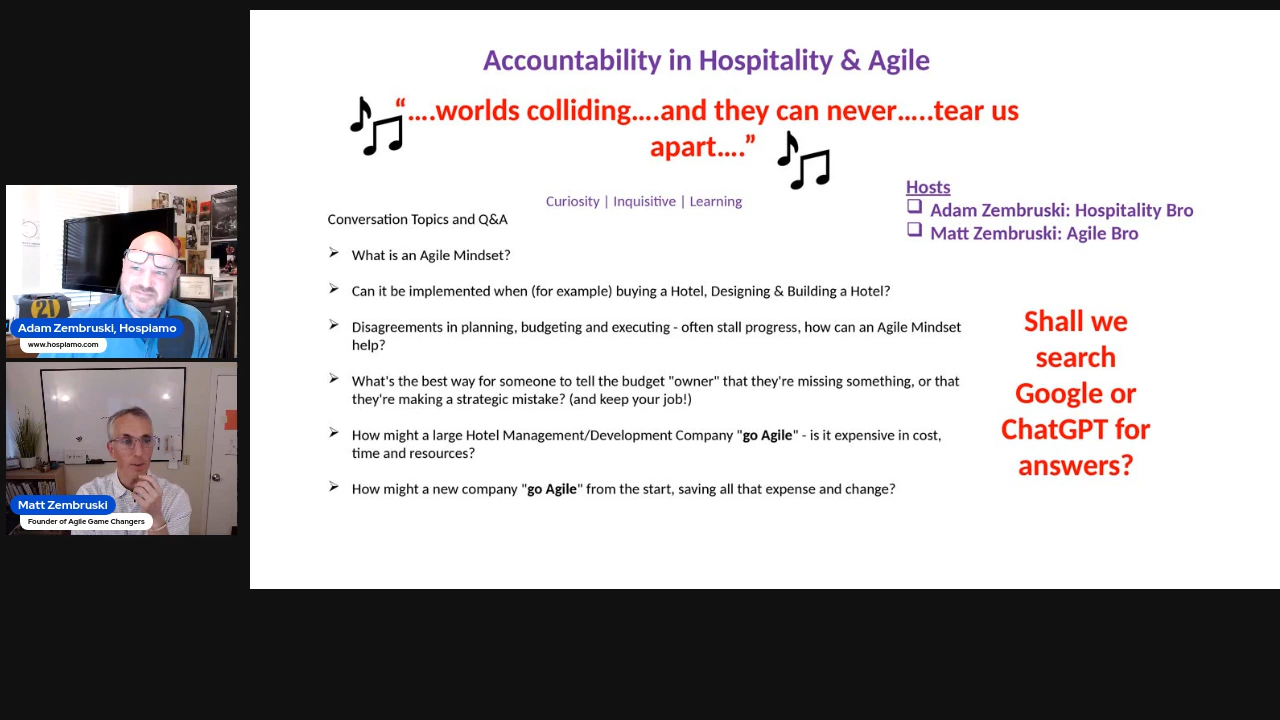 Accountability in Hospitality & Agile
“….worlds colliding….and they can never…..tear us
apart….”
Curiosity | Inquisitive | Learning
Hosts
Adam Zembruski: Hospitality Bro
Matt Zembruski: Agile Bro
Conversation Topics and Q&A
What is an Agile Mindset?
Can it be implemented when (for example) buying a Hotel, Designing & Building a Hotel?
Disagreements in planning, budgeting and executing - often stall progress, how can an Agile Mindset
help?
What's the best way for someone to tell the budget "owner" that they're missing something, or that
they're making a strategic mistake? (and keep your job!)
How might a large Hotel Management/Development Company "go Agile" - is it expensive in cost,
time and resources?
How might a new company "go Agile" from the start, saving all that expense and change?
Shall we
search
Google or
ChatGPT for
answers?
Adam Zembruski, Hospiamo
www.hospiamo.com
Matt Zembruski
Founder of Agile Game Changers